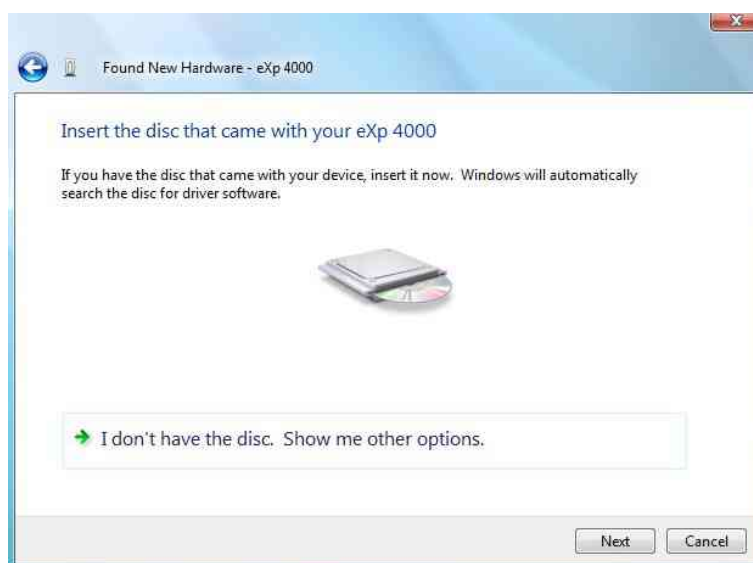 Found New Hardware - eXp 4000
Insert the disc that came with your eXp 4000
If you have the disc that came with your device, insert it now. Windows will automatically
search the disc for driver software.
I don't have the disc. Show me other options.
Next
Cancel